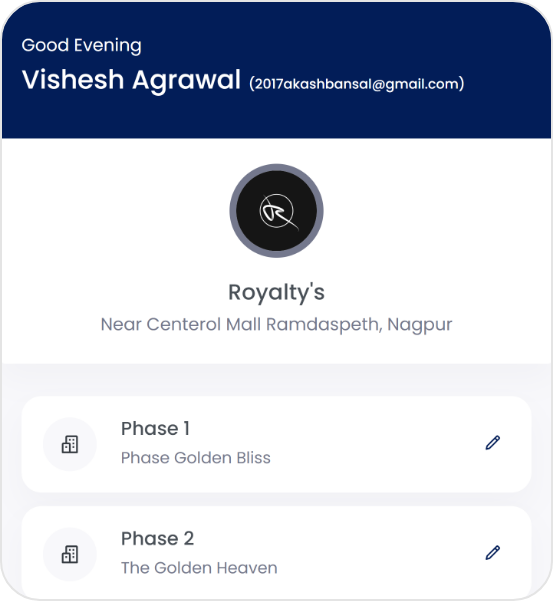 Good Evening
Vishesh Agrawal (2017akashbansal@gmail.com)
Royalty's
Near Centerol Mall Ramdaspeth, Nagpur
Phase 1
Phase Golden Bliss
Phase 2
The Golden Heaven